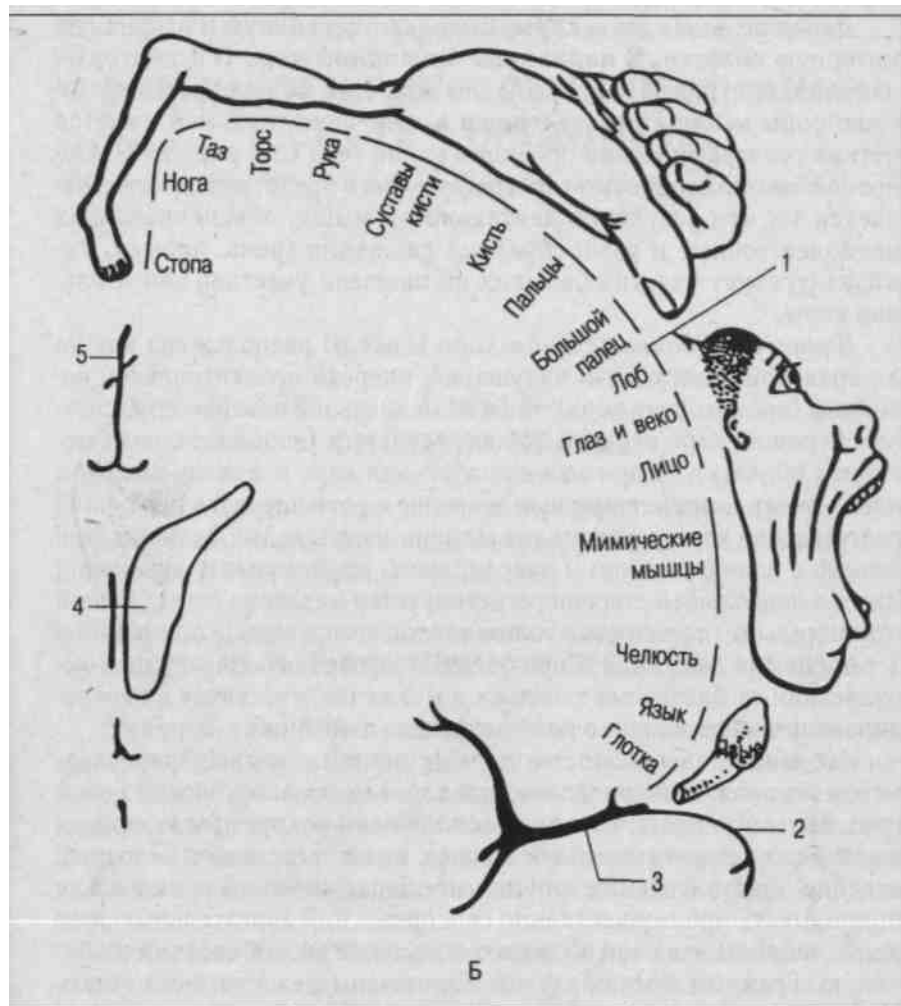 Таз
Торс
Рука
Нога
Суставы
кисти
Стопа
Кисть
Пальцы
1
Большой
палец
Лоб
5
Глаз и веко
Лицо
Мимические
мышцы
4
Челюсть
Язык
Глотка
2
3
Б